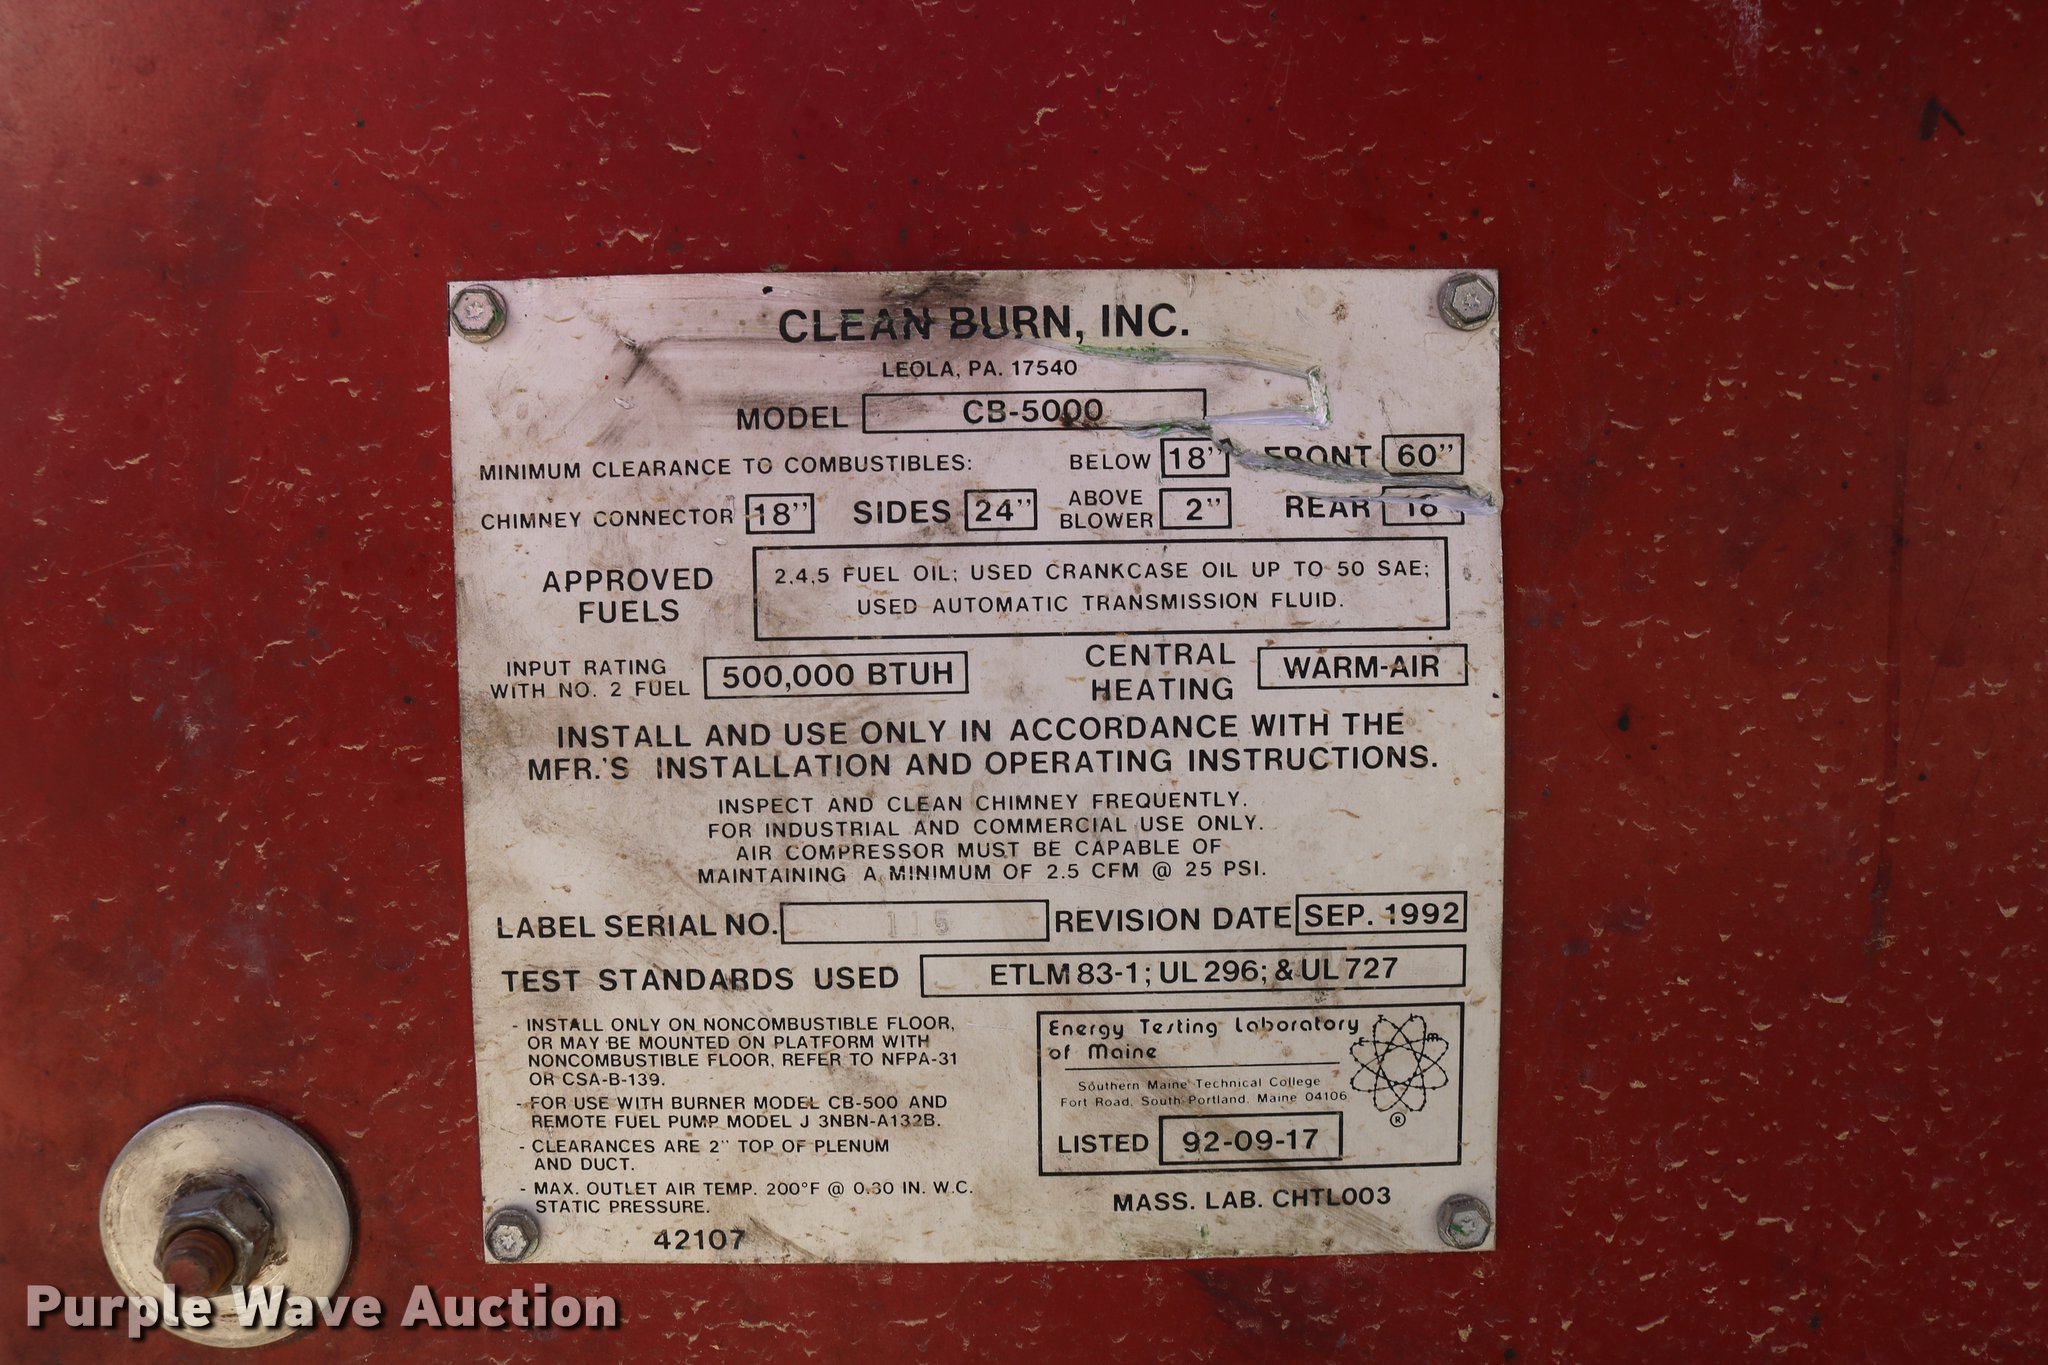 CLEAN BURN, INC.
LEOLA, PA. 17540
MODEL CB-5000
MINIMUM CLEARANCE TO COMBUSTIBLES: BELOW 18" FRONT 60"
CHIMNEY CONNECTOR 18" SIDES 24" ABOVE BLOWER 2" REAR
APPROVED FUELS
2,4,5 FUEL OIL; USED CRANKCASE OIL UP TO 50 SAE;
USED AUTOMATIC TRANSMISSION FLUID.
INPUT RATING WITH NO. 2 FUEL 500,000 BTUH
CENTRAL HEATING WARM-AIR
INSTALL AND USE ONLY IN ACCORDANCE WITH THE
MFR.'S INSTALLATION AND OPERATING INSTRUCTIONS.
INSPECT AND CLEAN CHIMNEY FREQUENTLY.
FOR INDUSTRIAL AND COMMERCIAL USE ONLY.
AIR COMPRESSOR MUST BE CAPABLE OF
MAINTAINING A MINIMUM OF 2.5 CFM @ 25 PSI.
LABEL SERIAL NO. 115 REVISION DATE SEP. 1992
TEST STANDARDS USED ETLM 83-1; UL 296; & UL 727
- INSTALL ONLY ON NONCOMBUSTIBLE FLOOR,
OR MAY BE MOUNTED ON PLATFORM WITH
NONCOMBUSTIBLE FLOOR, REFER TO NFPA-31
OR CSA-B-139.
- FOR USE WITH BURNER MODEL CB-500 AND
REMOTE FUEL PUMP MODEL J 3NBN-A132B.
- CLEARANCES ARE 2" TOP OF PLENUM
AND DUCT.
- MAX. OUTLET AIR TEMP. 200°F @ 0.30 IN. W.C.
STATIC PRESSURE.
42107
Energy Testing Laboratory
of Maine
Southern Maine Technical College
Fort Road, South Portland, Maine 04106
E T L m
®
LISTED 92-09-17
MASS. LAB. CHTL003
Purple Wave Auction